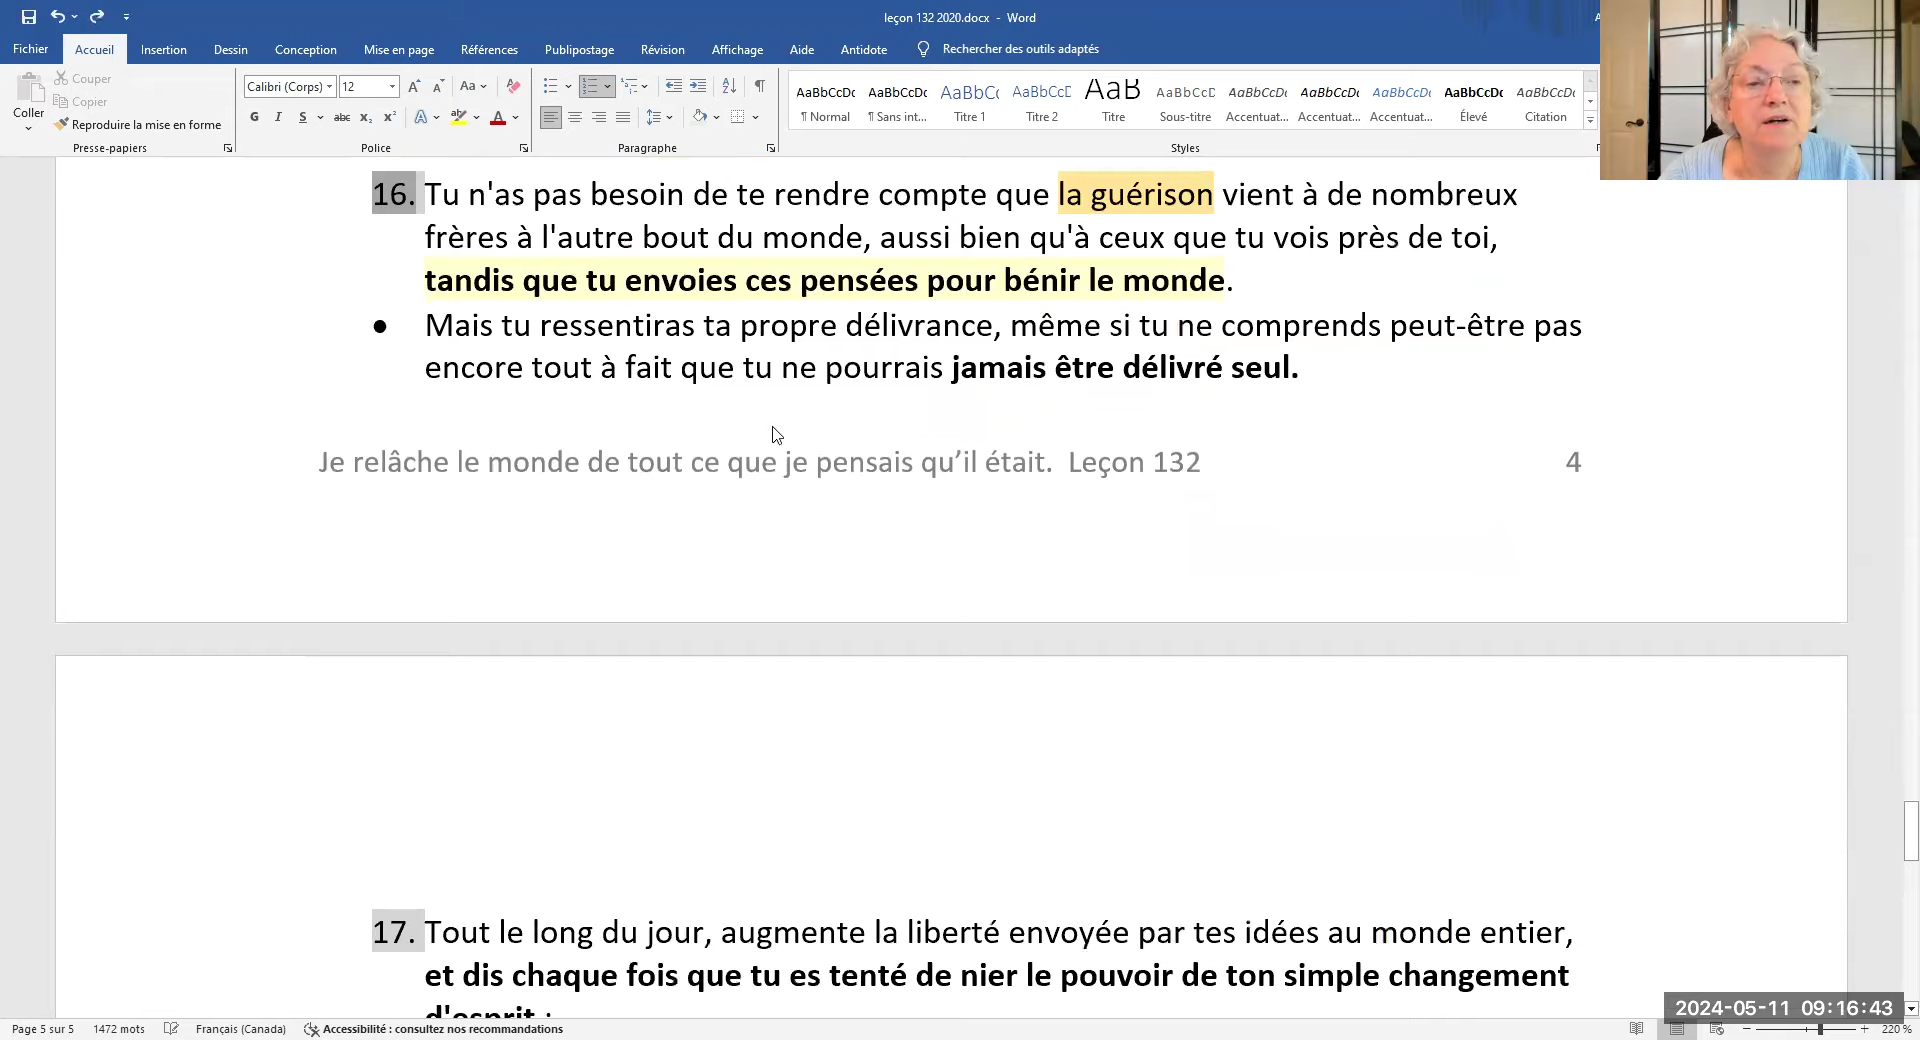 leçon 132 2020.docx - Word
Fichier Accueil Insertion Dessin Conception Mise en page Références Publipostage Révision Affichage Aide Antidote Rechercher des outils adaptés
Coller
Couper
Copier
Reproduire la mise en forme
Presse-papiers
Calibri (Corps) 12
Aa
G I S abc x₂ x² A A
Police
Paragraphe
AaBbCcDc AaBbCcDc AaBbC( AaBbCcD AaB AaBbCcD AaBbCcDc AaBbCcDc AaBbCcDc AaBbCcDc AaBbCcDc
¶ Normal ¶ Sans int... Titre 1 Titre 2 Titre Sous-titre Accentuat... Accentuat... Accentuat... Élevé Citation
Styles
16. Tu n'as pas besoin de te rendre compte que la guérison vient à de nombreux
frères à l'autre bout du monde, aussi bien qu'à ceux que tu vois près de toi,
tandis que tu envoies ces pensées pour bénir le monde.
● Mais tu ressentiras ta propre délivrance, même si tu ne comprends peut-être pas
encore tout à fait que tu ne pourrais jamais être délivré seul.
Je relâche le monde de tout ce que je pensais qu’il était. Leçon 132 4
17. Tout le long du jour, augmente la liberté envoyée par tes idées au monde entier,
et dis chaque fois que tu es tenté de nier le pouvoir de ton simple changement
d'esprit :
2024-05-11 09:16:43
Page 5 sur 5 1472 mots Français (Canada) Accessibilité : consultez nos recommandations 220 %